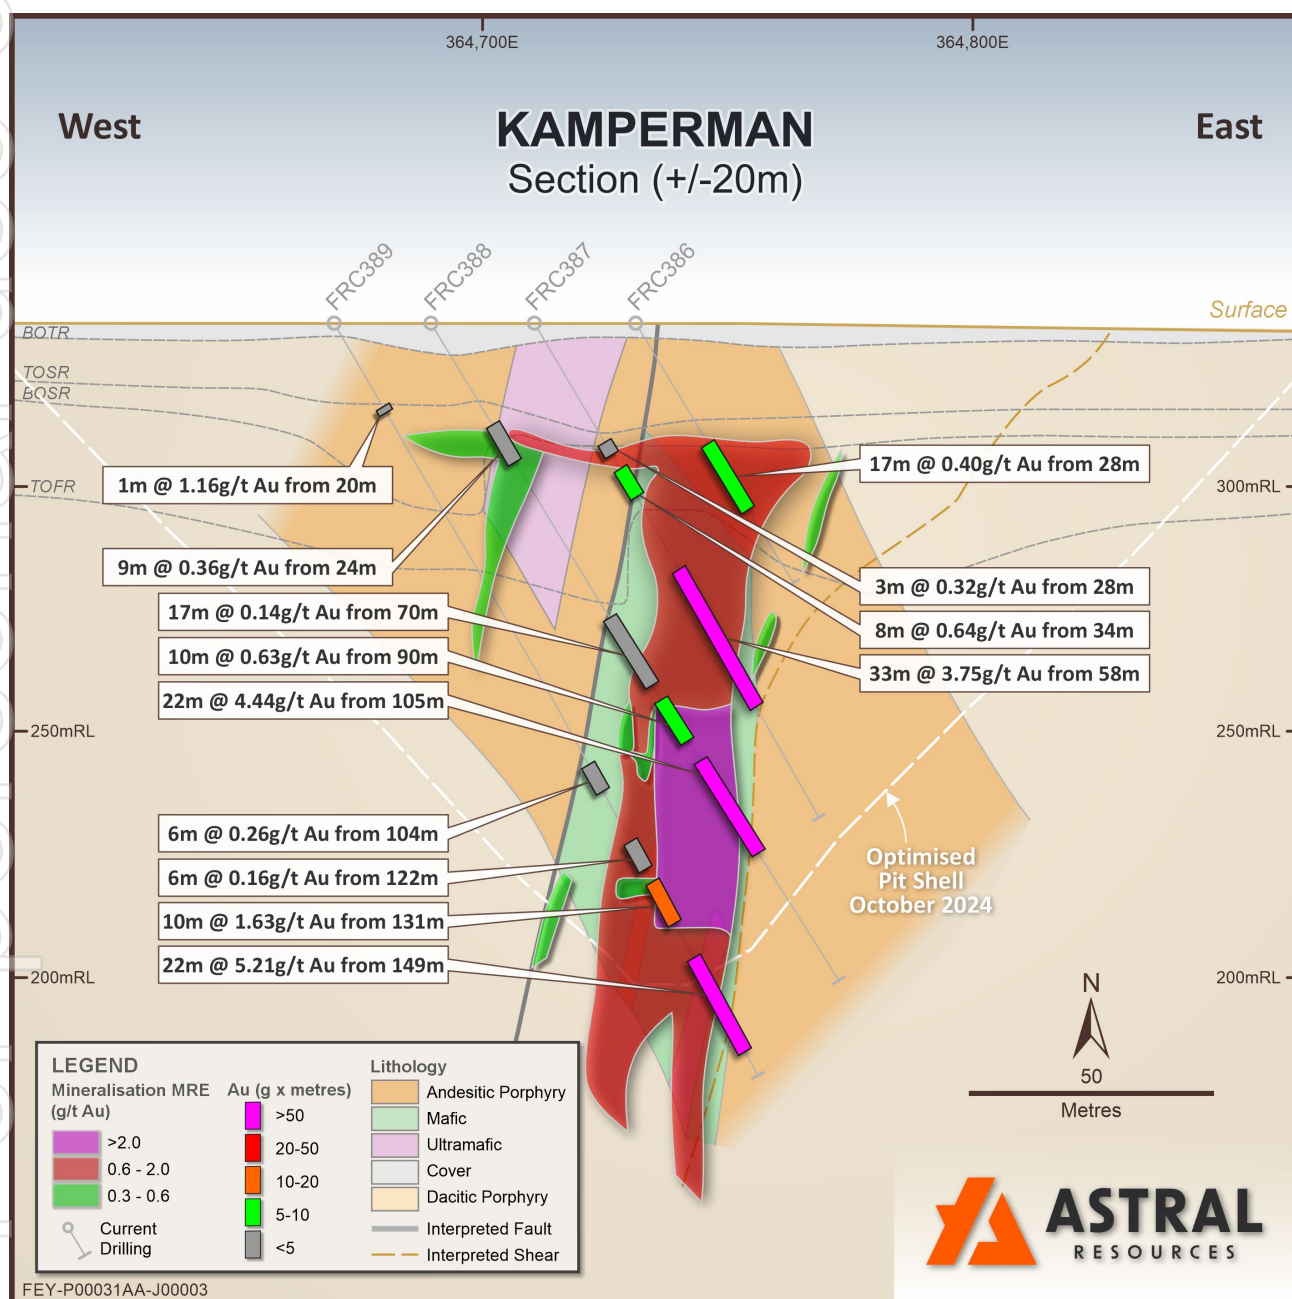 364,700E
364,800E
West
KAMPERMAN
East
Section (+/-20m)
FRC389
FRC388
FRC387
FRC386
Surface
BOTR
TOSR
BOSR
TOFR
1m @ 1.16g/t Au from 20m
17m @ 0.40g/t Au from 28m
300mRL
300mRL
9m @ 0.36g/t Au from 24m
3m @ 0.32g/t Au from 28m
17m @ 0.14g/t Au from 70m
8m @ 0.64g/t Au from 34m
10m @ 0.63g/t Au from 90m
33m @ 3.75g/t Au from 58m
22m @ 4.44g/t Au from 105m
250mRL
250mRL
6m @ 0.26g/t Au from 104m
6m @ 0.16g/t Au from 122m
10m @ 1.63g/t Au from 131m
22m @ 5.21g/t Au from 149m
Optimised
Pit Shell
October 2024
200mRL
200mRL
N
50
Metres
LEGEND
Mineralisation MRE
(g/t Au)
>2.0
0.6 - 2.0
0.3 - 0.6
Current
Drilling
Au (g x metres)
>50
20-50
10-20
5-10
<5
Lithology
Andesitic Porphyry
Mafic
Ultramafic
Cover
Dacitic Porphyry
Interpreted Fault
Interpreted Shear
ASTRAL
RESOURCES
FEY-P00031AA-J00003